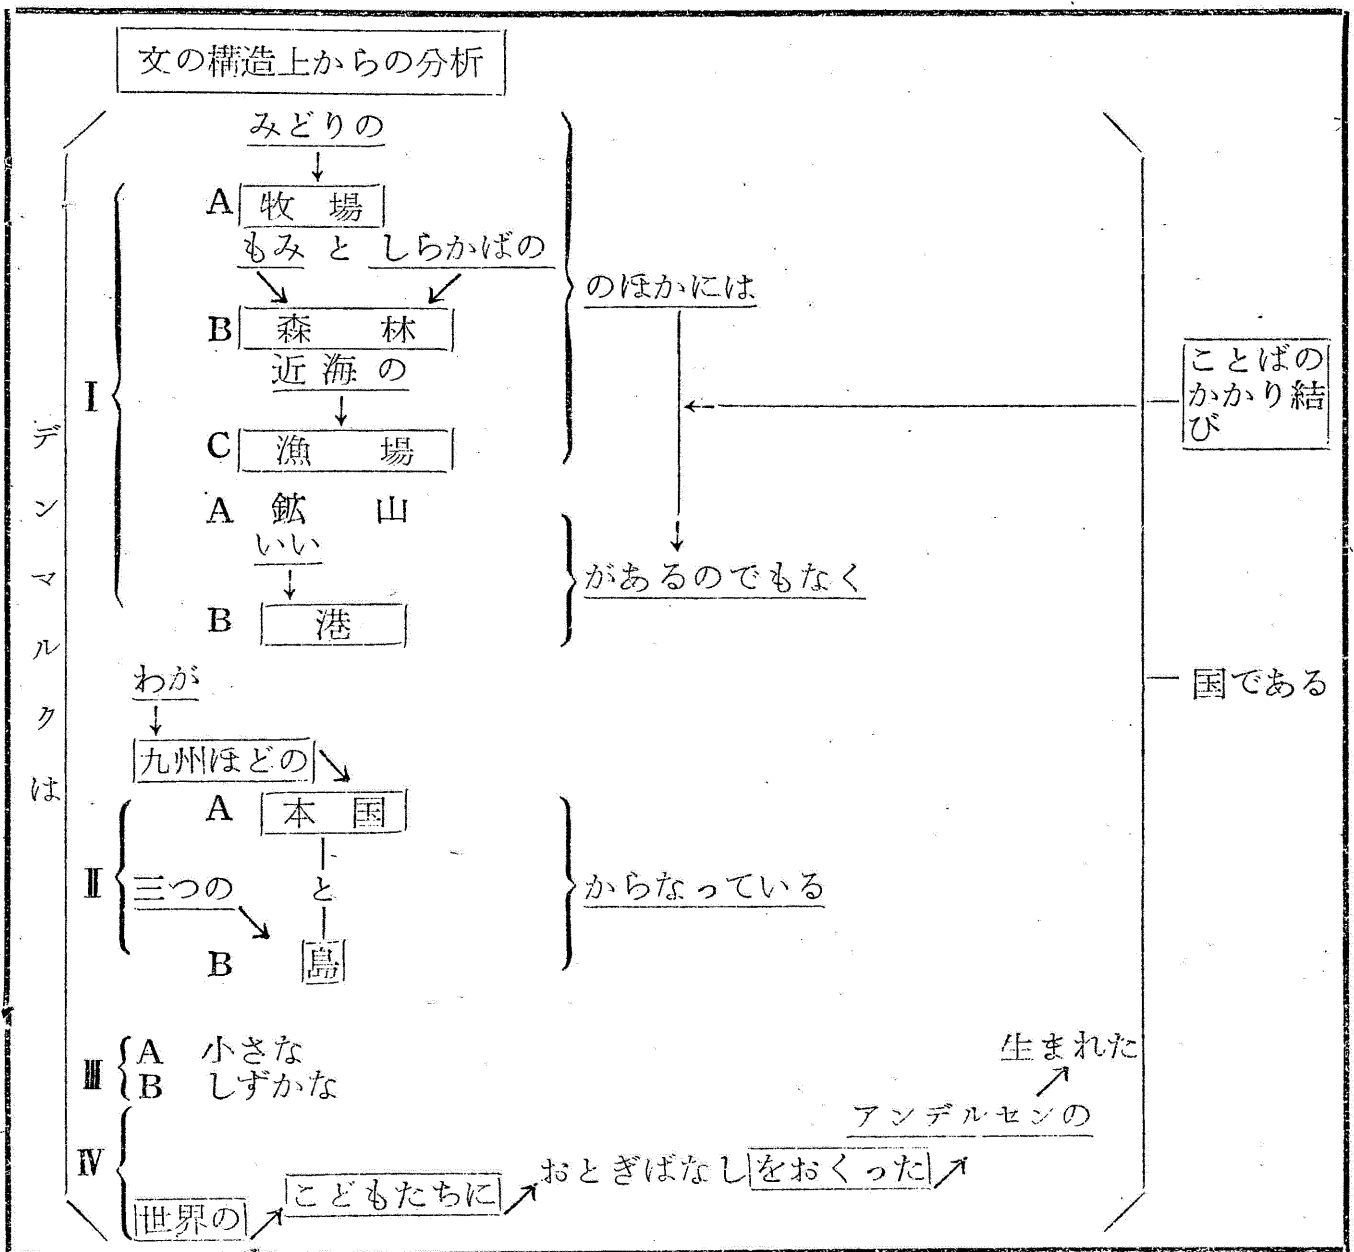 文の構造上からの分析
デンマルクは
I
みどりの
A 牧場
もみ と しらかばの
B 森林
近海の
C 漁場
のほかには
A 鉱山
いい
B 港
があるのでもなく
わが
九州ほどの
II
A 本国
三つの と
B 島
からなっている
III
A 小さな
B しずかな
IV
世界の
こどもたちに
おとぎばなしをおくった
アンデルセンの
生まれた
ことばの
かかり結
び
国である